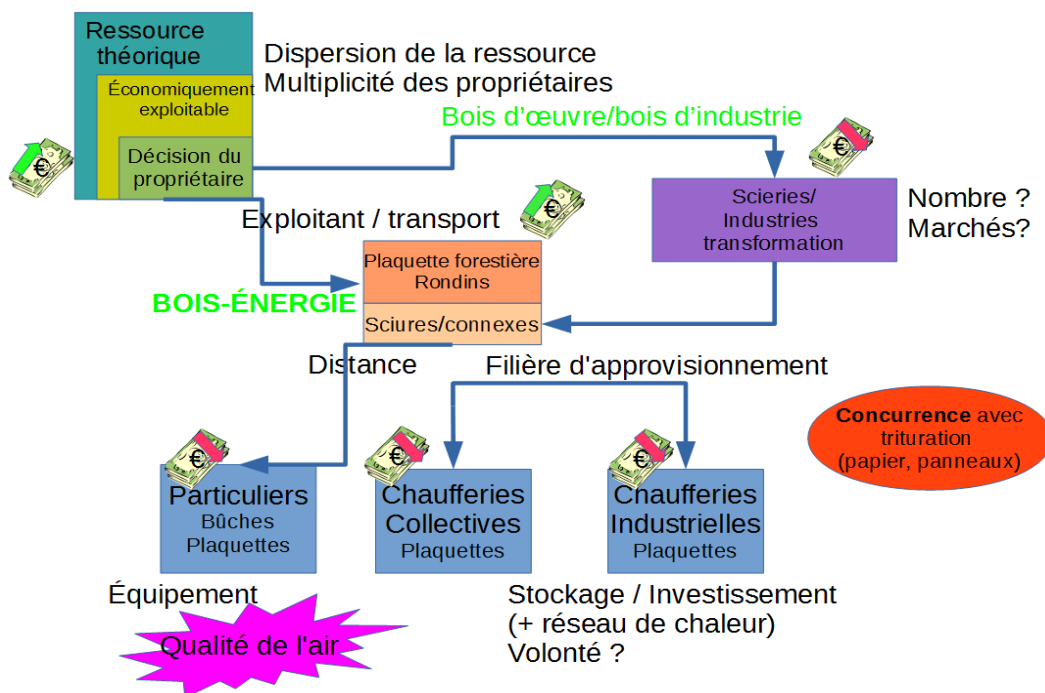 Ressource
théorique
Économiquement
exploitable
Décision du
propriétaire
Dispersion de la ressource
Multiplicité des propriétaires
Bois d’œuvre/bois d’industrie
€
€
€
Scieries/
Industries
transformation
Nombre ?
Marchés?
Exploitant / transport
Plaquette forestière
Rondins
BOIS-ÉNERGIE
Sciures/connexes
Distance
Filière d'approvisionnement
Concurrence avec
trituration
(papier, panneaux)
€
€
€
Particuliers
Bûches
Plaquettes
Chaufferies
Collectives
Plaquettes
Chaufferies
Industrielles
Plaquettes
Équipement
Qualité de l'air
Stockage / Investissement
(+ réseau de chaleur)
Volonté ?